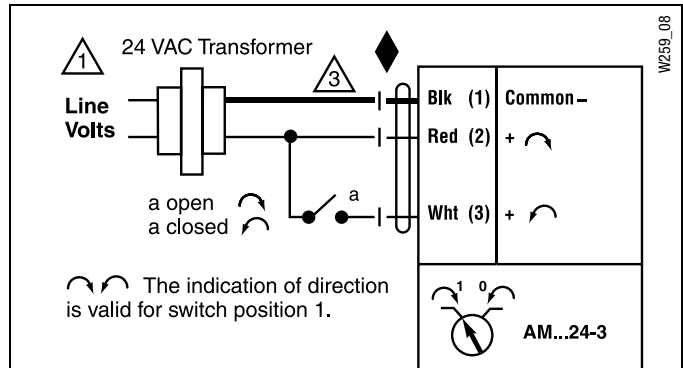 W259_08
1
24 VAC Transformer
3
Line
Volts
Blk (1) Common –
Red (2) +
a open
a closed
a
Wht (3) +
The indication of direction
is valid for switch position 1.
1 0
AM...24-3